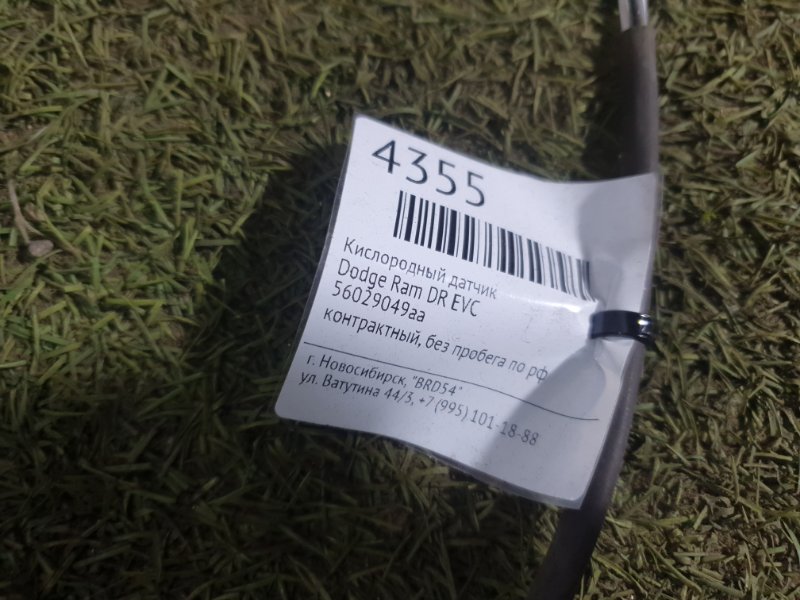 4355
Кислородный датчик
Dodge Ram DR EVC
56029049aa
контрактный, без пробега по рф
г. Новосибирск, "BRD54"
ул. Ватутина 44/3, +7 (995) 101-18-88